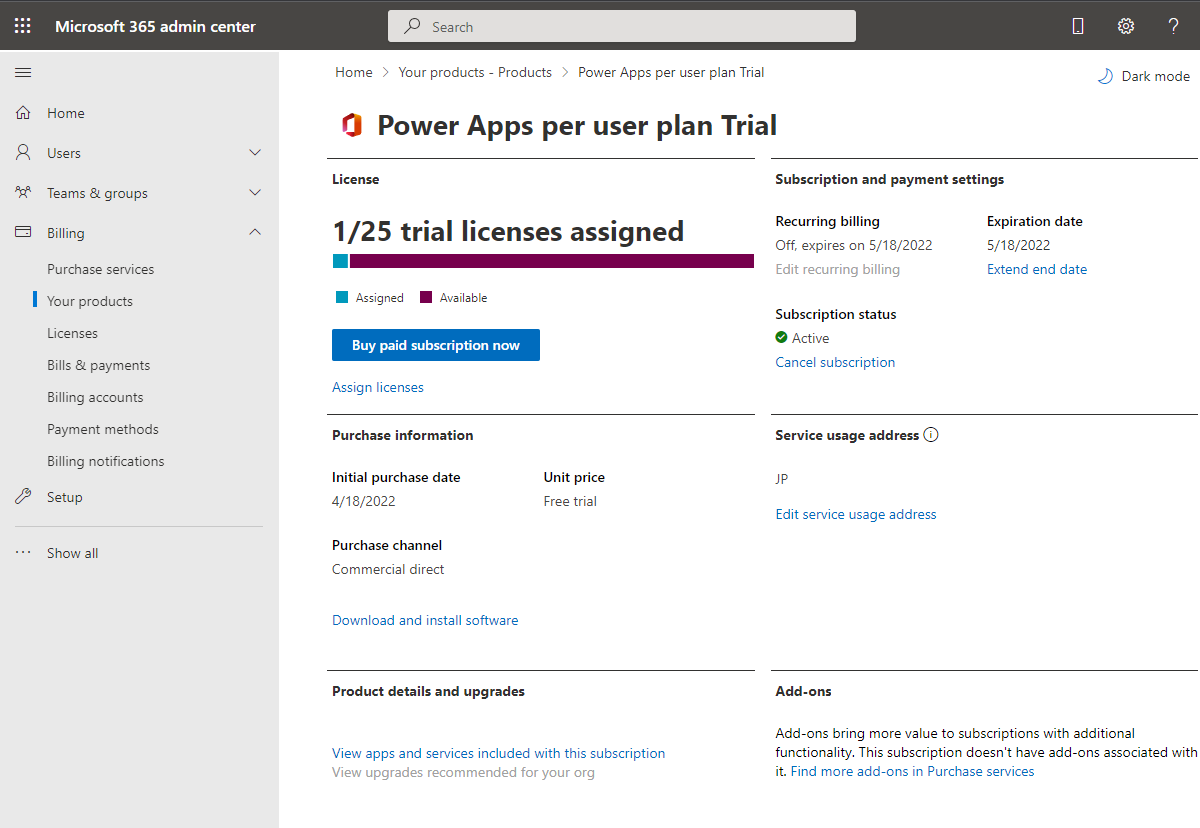 Microsoft 365 admin center
Search
?
Home
Users
Teams & groups
Billing
Purchase services
Your products
Licenses
Bills & payments
Billing accounts
Payment methods
Billing notifications
Setup
Show all
Home > Your products - Products > Power Apps per user plan Trial
Dark mode
Power Apps per user plan Trial
License
1/25 trial licenses assigned
Assigned Available
Buy paid subscription now
Assign licenses
Subscription and payment settings
Recurring billing
Off, expires on 5/18/2022
Edit recurring billing
Expiration date
5/18/2022
Extend end date
Subscription status
Active
Cancel subscription
Purchase information
Initial purchase date
4/18/2022
Unit price
Free trial
Purchase channel
Commercial direct
Download and install software
Service usage address
JP
Edit service usage address
Product details and upgrades
View apps and services included with this subscription
View upgrades recommended for your org
Add-ons
Add-ons bring more value to subscriptions with additional
functionality. This subscription doesn't have add-ons associated with
it. Find more add-ons in Purchase services